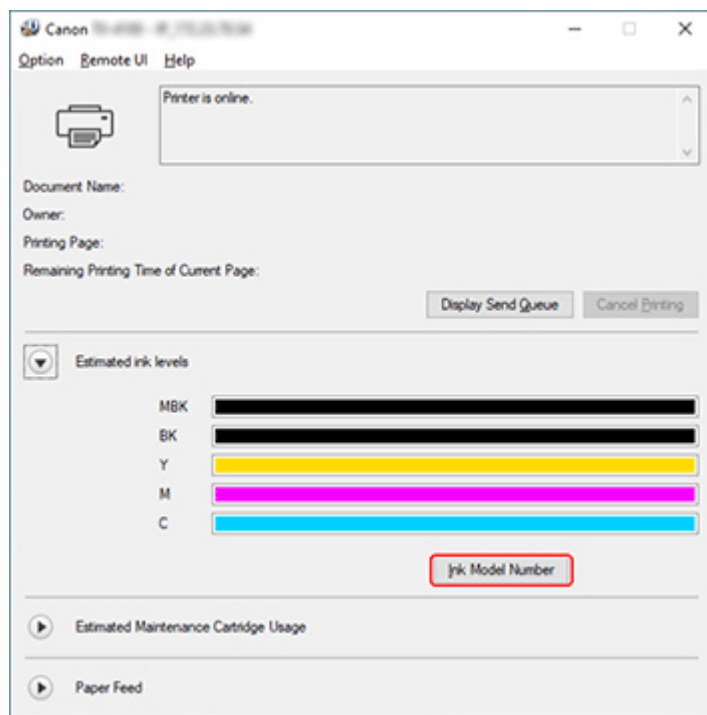 Canon
Option Remote UI Help
Printer is online.
Document Name:
Owner:
Printing Page:
Remaining Printing Time of Current Page:
Display Send Queue Cancel Printing
Estimated ink levels
MBK
BK
Y
M
C
Ink Model Number
Estimated Maintenance Cartridge Usage
Paper Feed